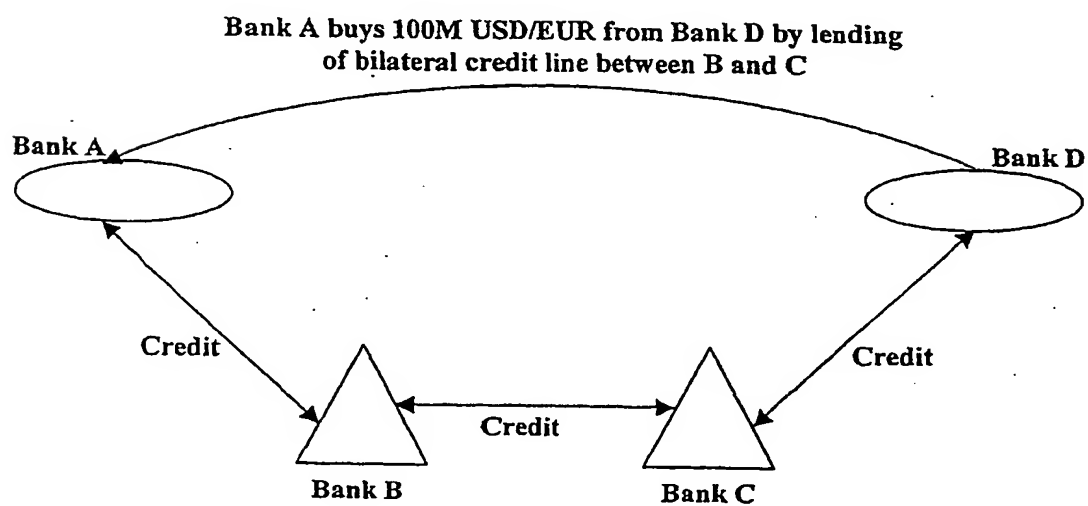 Bank A buys 100M USD/EUR from Bank D by lending
of bilateral credit line between B and C
Bank A
Bank D
Credit
Credit
Credit
Bank B
Bank C